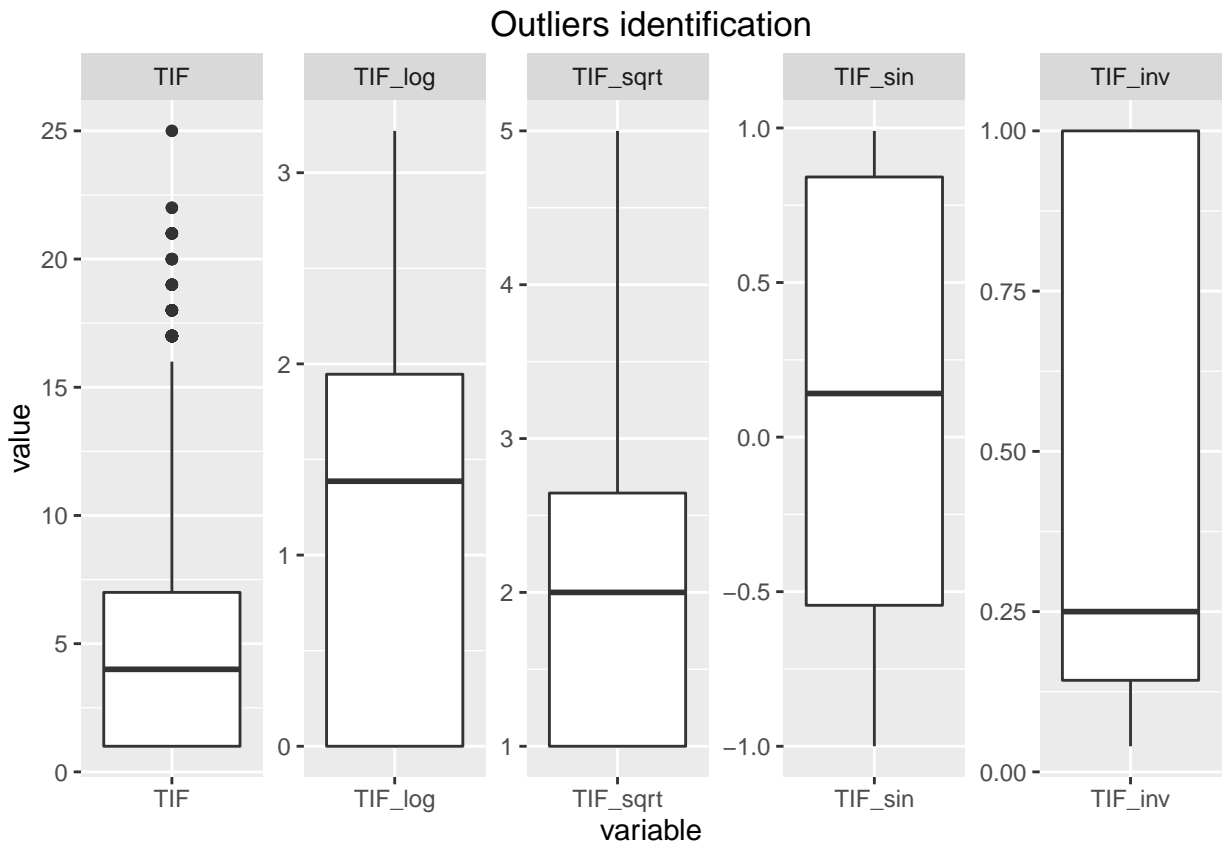 Outliers identification
TIF
TIF_log
TIF_sqrt
TIF_sin
TIF_inv
value
25
20
15
10
5
0
3
2
1
0
5
4
3
2
1
1.0
0.5
0.0
−0.5
−1.0
1.00
0.75
0.50
0.25
0.00
TIF
TIF_log
TIF_sqrt
TIF_sin
TIF_inv
variable